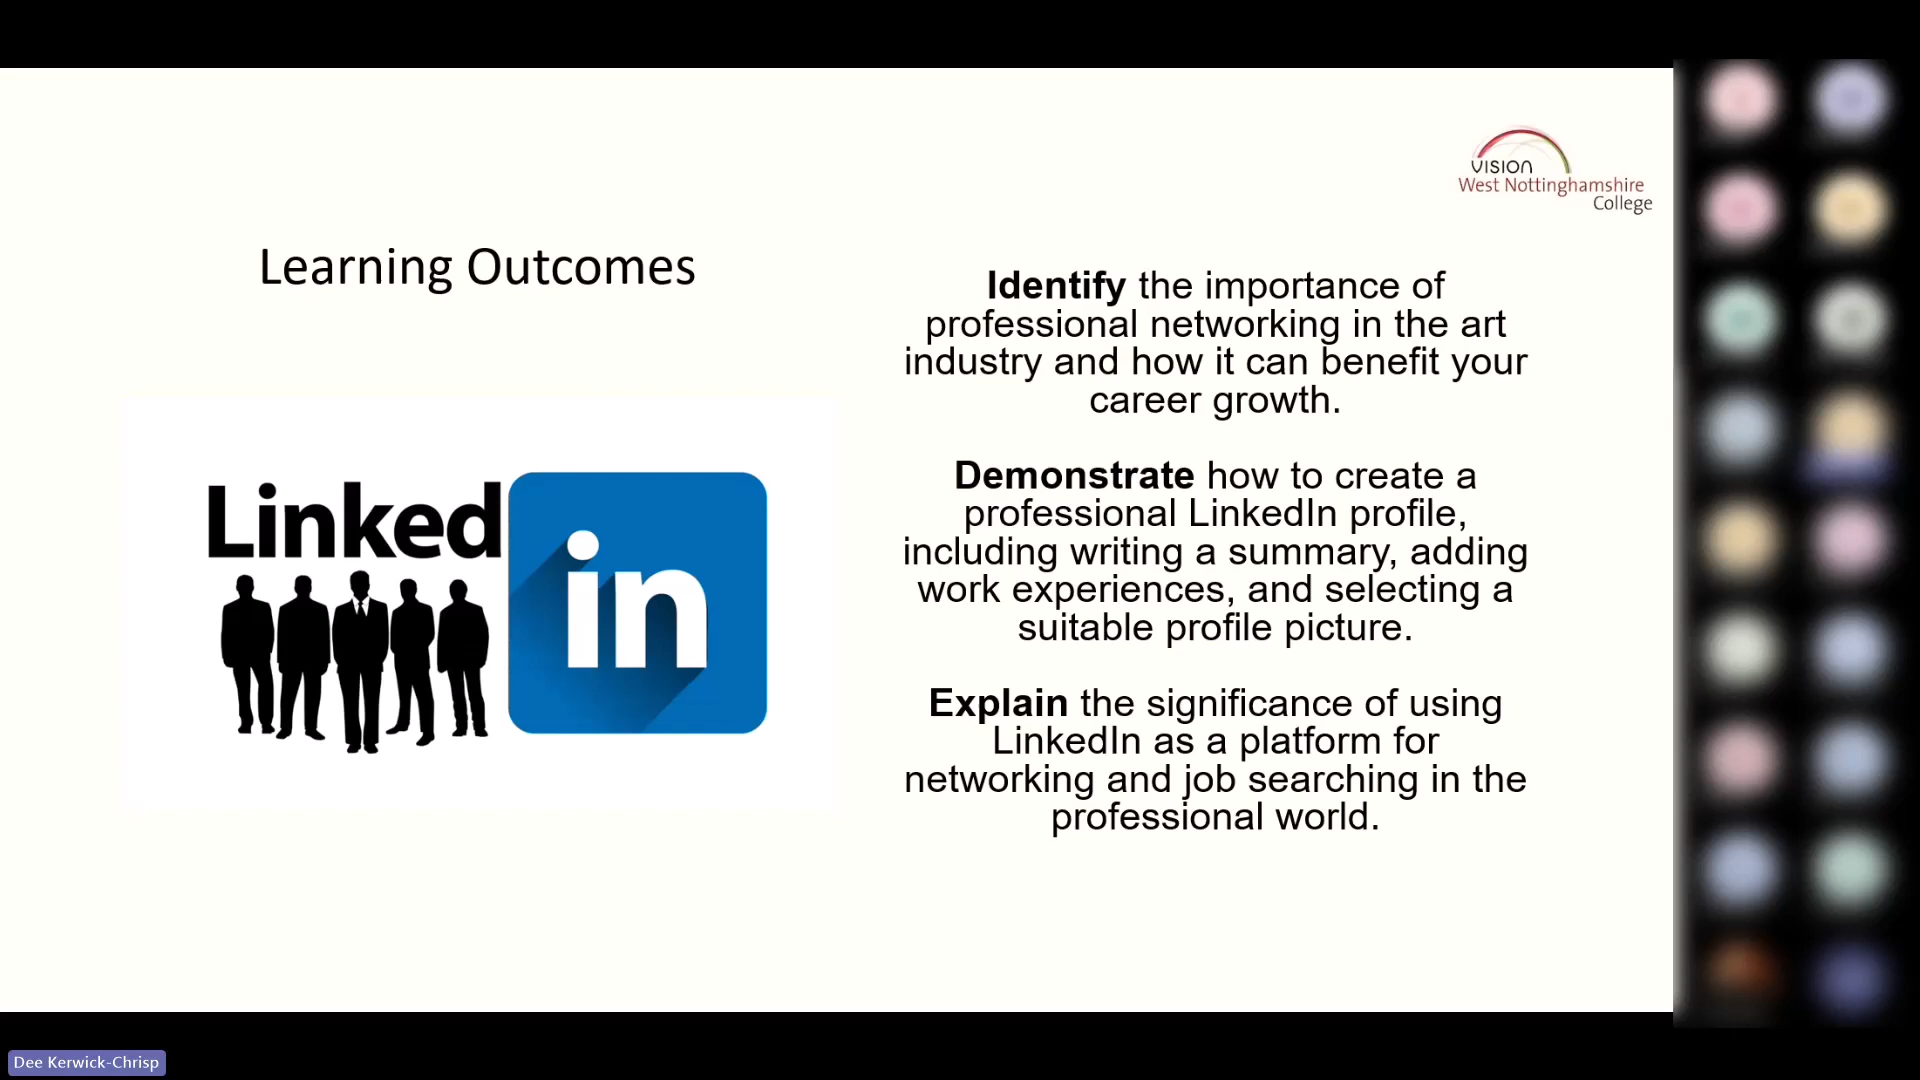 VISION
West Nottinghamshire
College
Learning Outcomes
Linked
in
Identify the importance of
professional networking in the art
industry and how it can benefit your
career growth.
Demonstrate how to create a
professional LinkedIn profile,
including writing a summary, adding
work experiences, and selecting a
suitable profile picture.
Explain the significance of using
LinkedIn as a platform for
networking and job searching in the
professional world.
Dee Kerwick-Chrisp